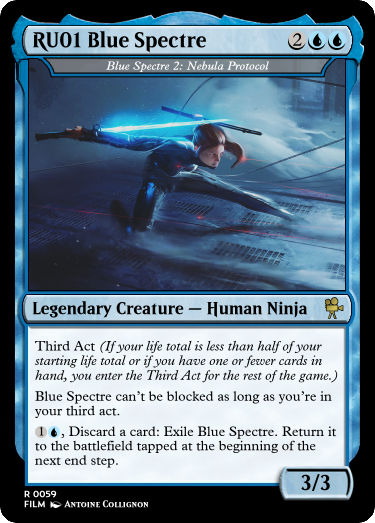 RU01 Blue Spectre 2UU
Blue Spectre 2: Nebula Protocol
Legendary Creature — Human Ninja
Third Act (If your life total is less than half of your
starting life total or if you have one or fewer cards in
hand, you enter the Third Act for the rest of the game.)
Blue Spectre can't be blocked as long as you're in
your third act.
1U, Discard a card: Exile Blue Spectre. Return it
to the battlefield tapped at the beginning of the
next end step.
3/3
R 0059
FILM Antoine Collignon